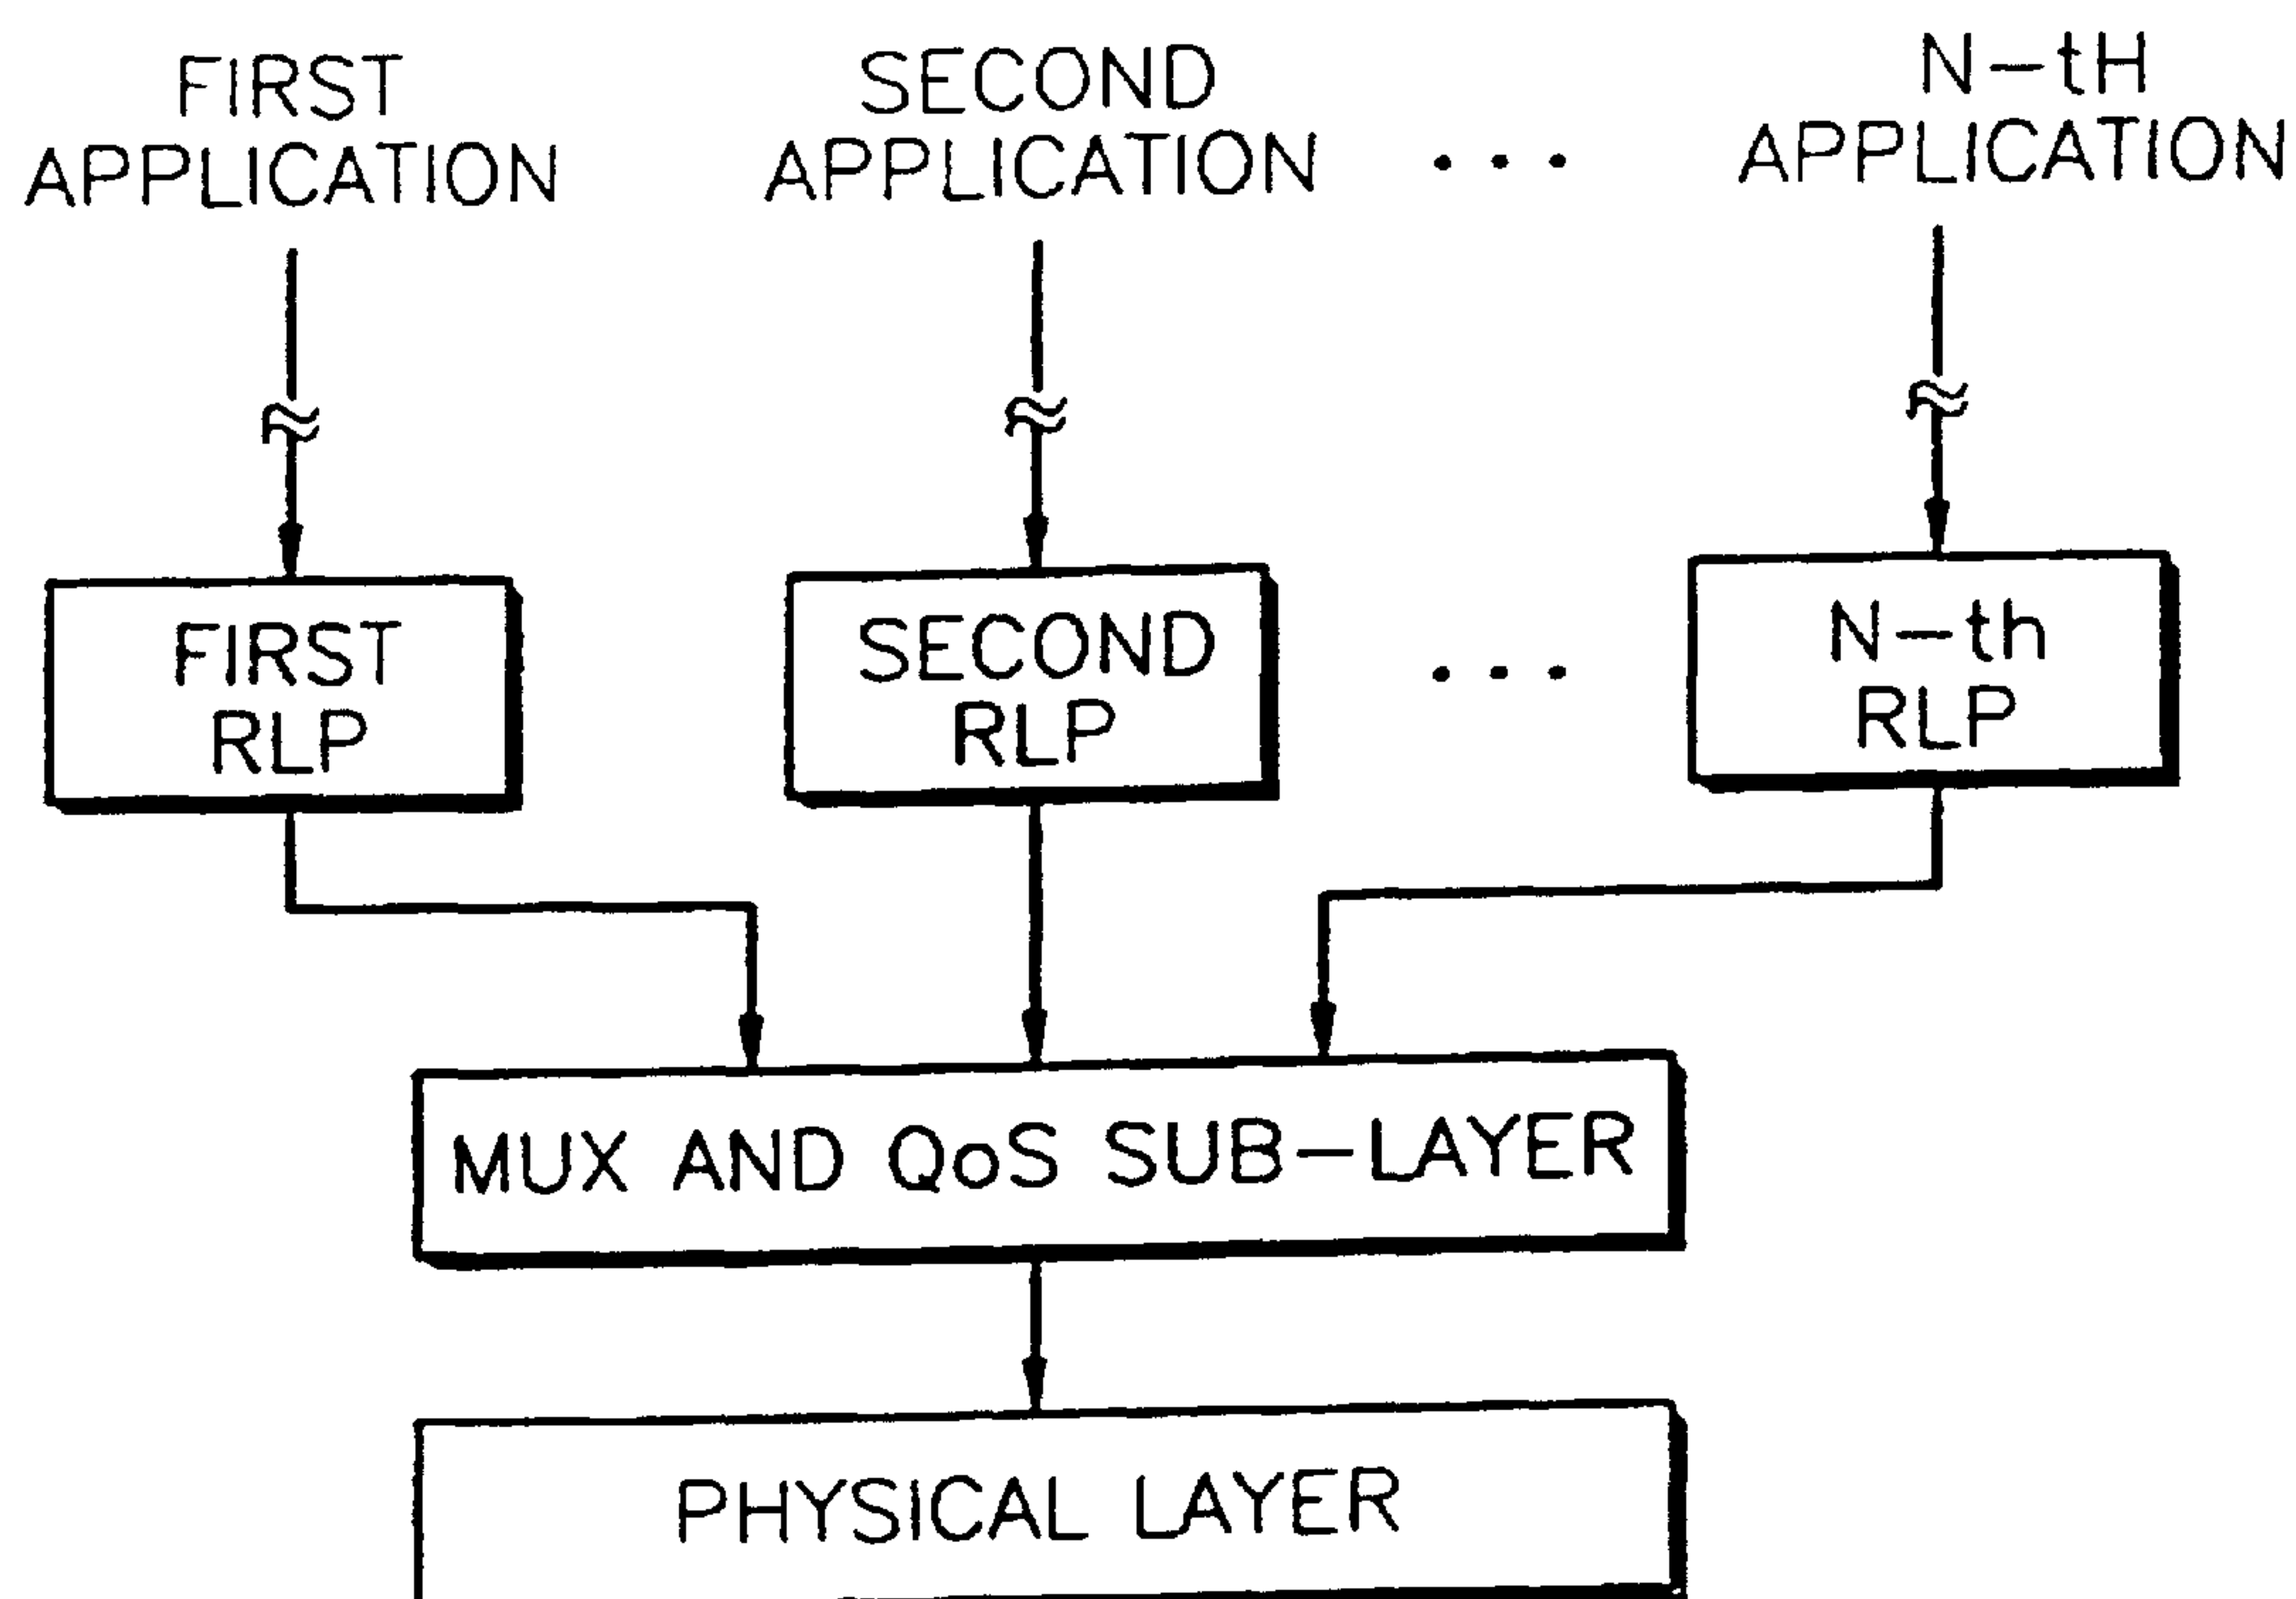 FIRST
APPLICATION
SECOND
APPLICATION
...
N-tH
APPLICATION
FIRST
RLP
SECOND
RLP
...
N-th
RLP
MUX AND QoS SUB-LAYER
PHYSICAL LAYER